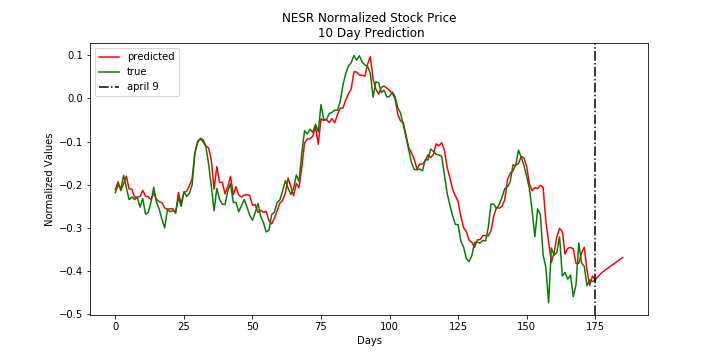 NESR Normalized Stock Price
10 Day Prediction
predicted
true
april 9
Normalized Values
0.1
0.0
−0.1
−0.2
−0.3
−0.4
−0.5
0 25 50 75 100 125 150 175
Days